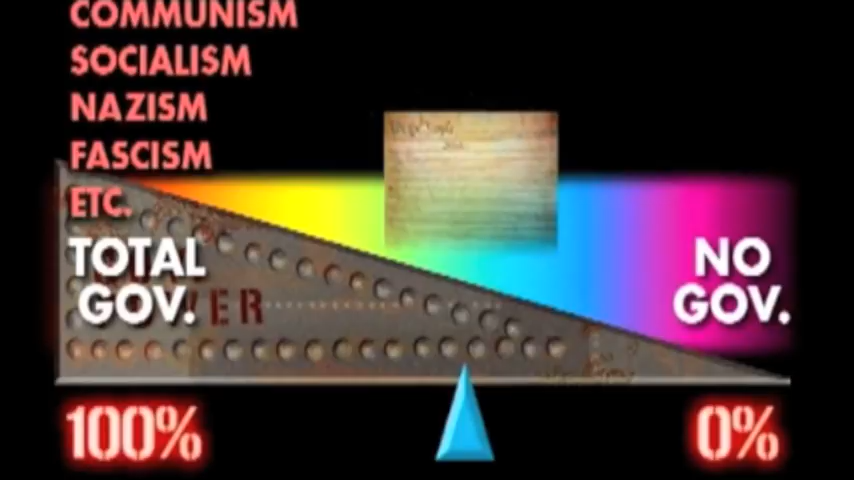 COMMUNISM
SOCIALISM
NAZISM
FASCISM
ETC.
TOTAL
GOV.
NO
GOV.
100%
0%